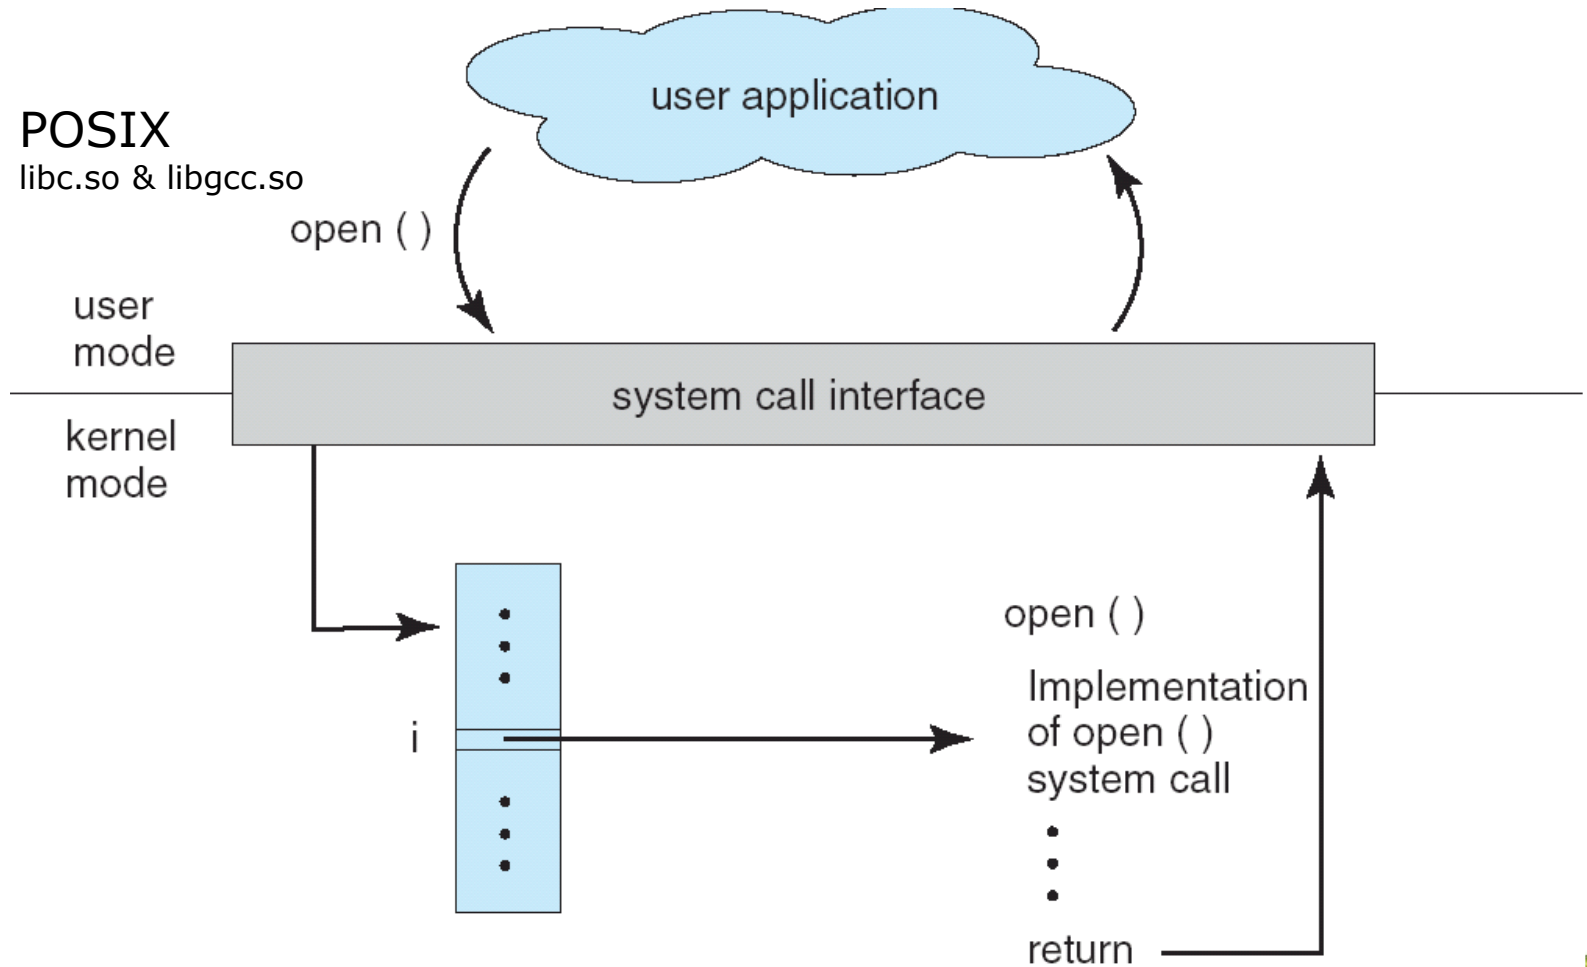 user application
POSIX
libc.so & libgcc.so
open ( )
user
mode
system call interface
kernel
mode
open ( )
Implementation
of open ( )
system call
i
return